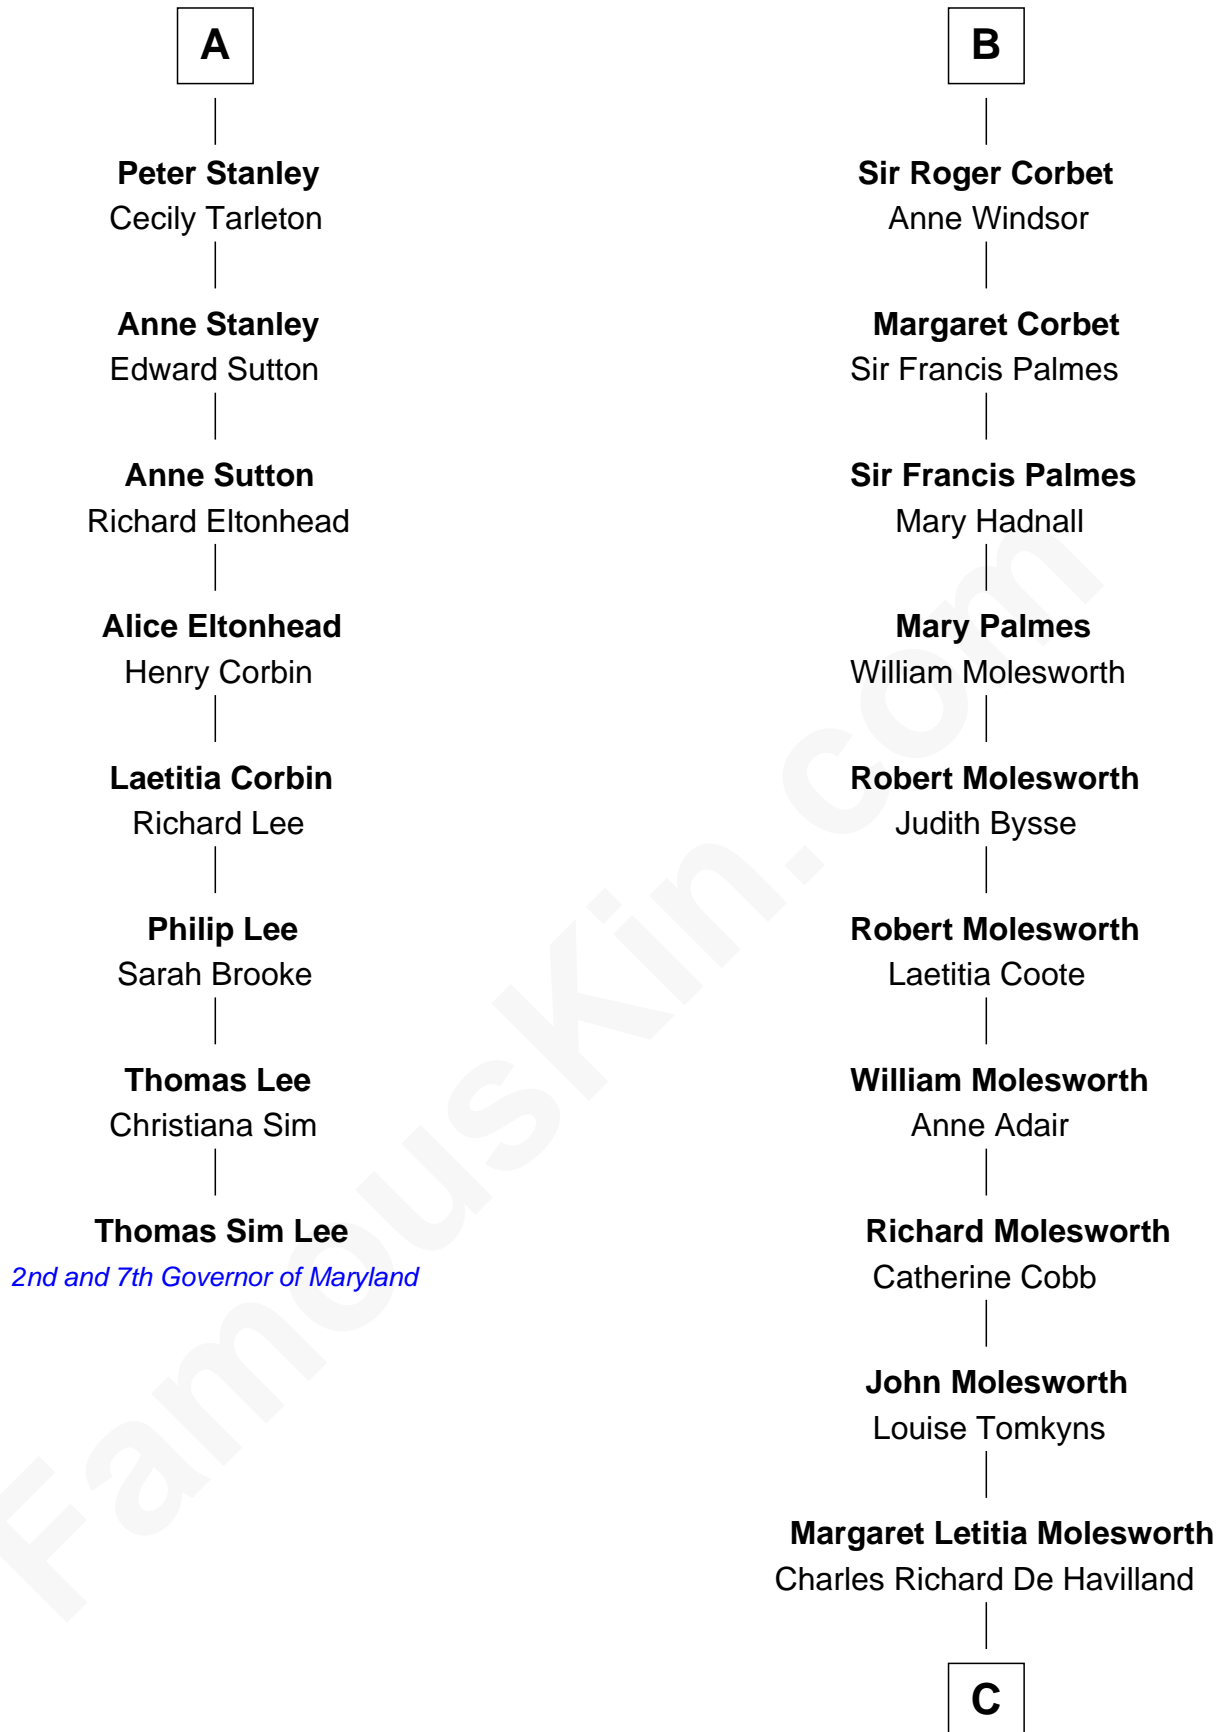 A
Peter Stanley
Cecily Tarleton
Anne Stanley
Edward Sutton
Anne Sutton
Richard Eltonhead
Alice Eltonhead
Henry Corbin
Laetitia Corbin
Richard Lee
Philip Lee
Sarah Brooke
Thomas Lee
Christiana Sim
Thomas Sim Lee
2nd and 7th Governor of Maryland
B
Sir Roger Corbet
Anne Windsor
Margaret Corbet
Sir Francis Palmes
Sir Francis Palmes
Mary Hadnall
Mary Palmes
William Molesworth
Robert Molesworth
Judith Bysse
Robert Molesworth
Laetitia Coote
William Molesworth
Anne Adair
Richard Molesworth
Catherine Cobb
John Molesworth
Louise Tomkyns
Margaret Letitia Molesworth
Charles Richard De Havilland
C
FamousKin.com